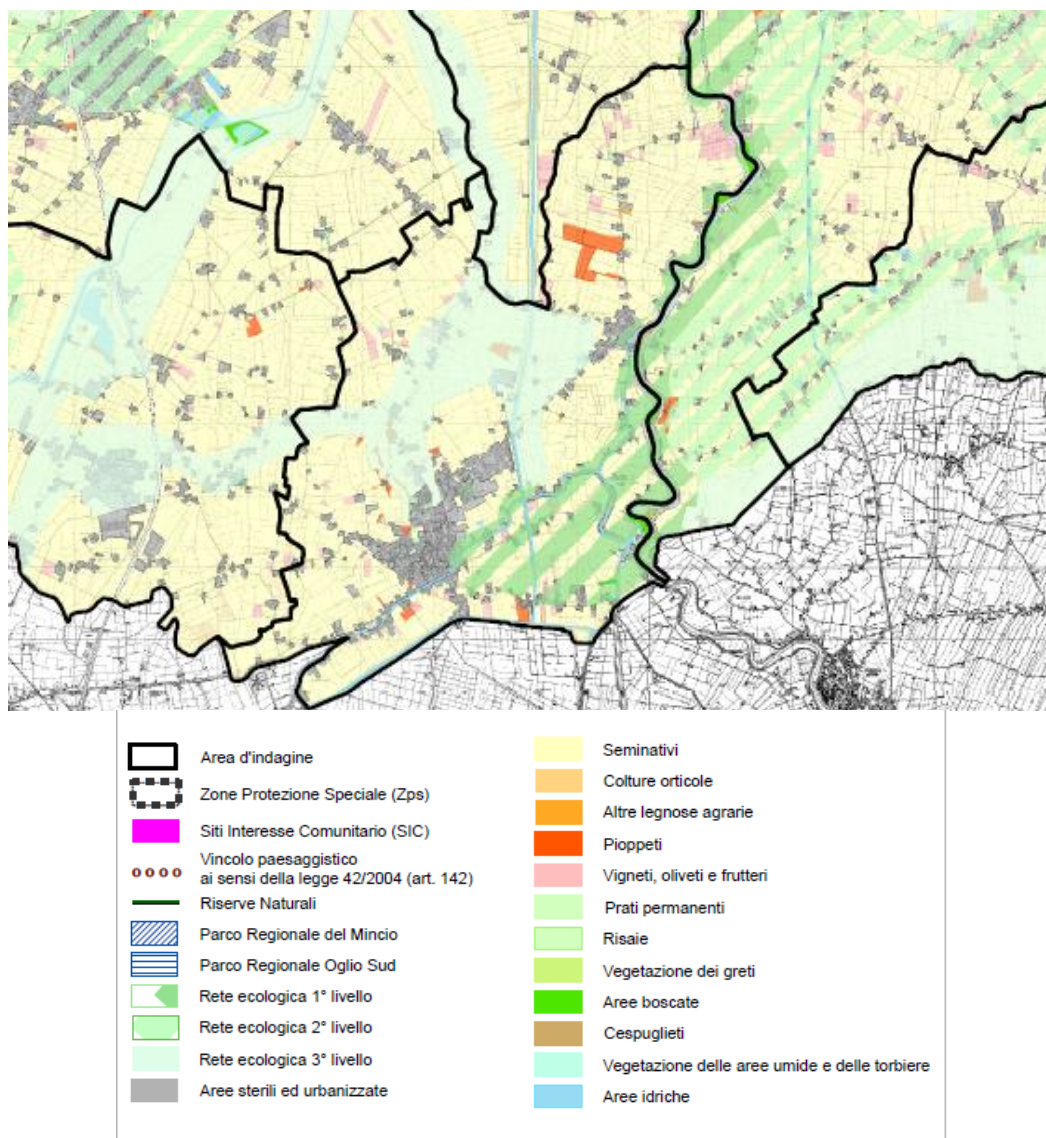 Area d'indagine
Zone Protezione Speciale (Zps)
Siti Interesse Comunitario (SIC)
Vincolo paesaggistico
ai sensi della legge 42/2004 (art. 142)
Riserve Naturali
Parco Regionale del Mincio
Parco Regionale Oglio Sud
Rete ecologica 1° livello
Rete ecologica 2° livello
Rete ecologica 3° livello
Aree sterili ed urbanizzate
Seminativi
Colture orticole
Altre legnose agrarie
Pioppeti
Vigneti, oliveti e frutteri
Prati permanenti
Risaie
Vegetazione dei greti
Aree boscate
Cespuglieti
Vegetazione delle aree umide e delle torbiere
Aree idriche